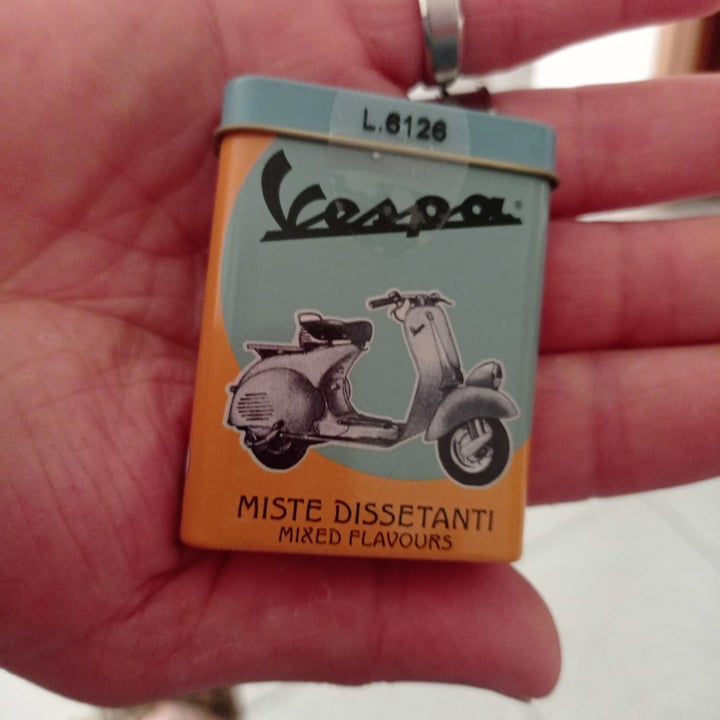 L.6126
Vespa®
MISTE DISSETANTI
MIXED FLAVOURS